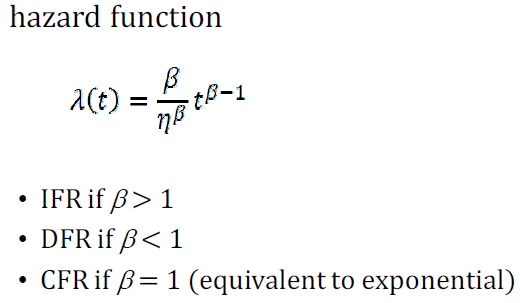 hazard function
λ(t) = β/η^β t^β−1
• IFR if β > 1
• DFR if β < 1
• CFR if β = 1 (equivalent to exponential)